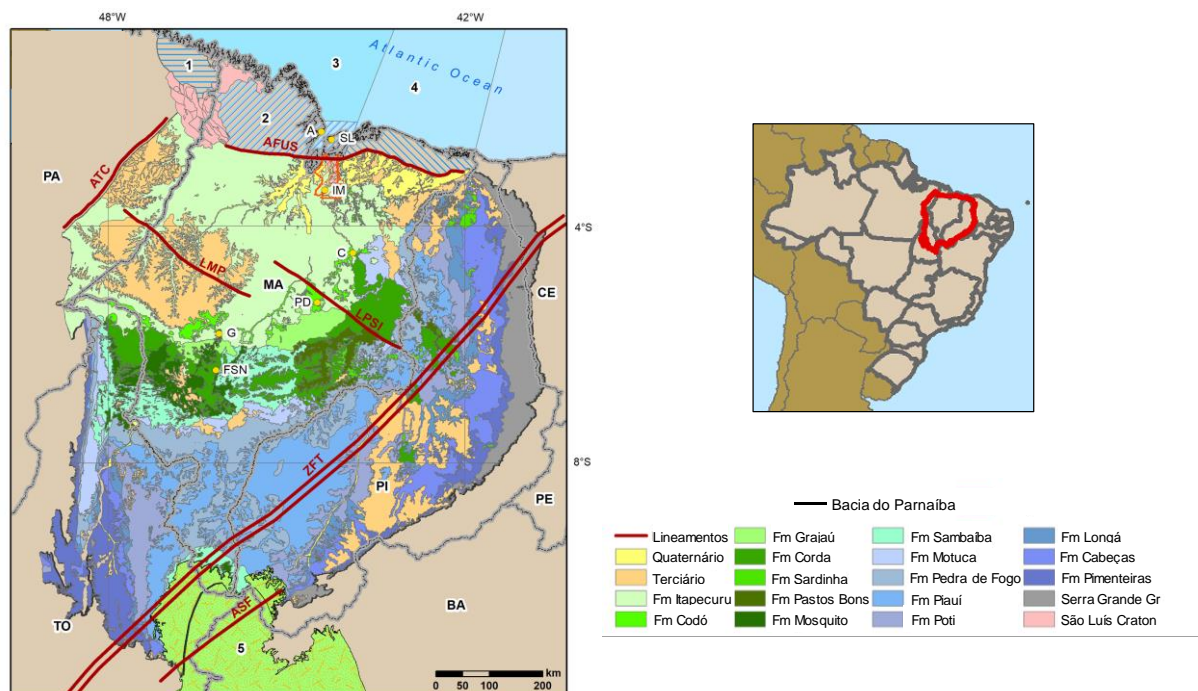 48°W
42°W
Atlantic Ocean
1
3
4
2
A
SL
AFUS
PA
ATC
IM
4°S
C
LMP
MA
CE
PD
LPSI
G
FSN
ZFT
8°S
PI
PE
TO
ASF
BA
5
km
0 50 100 200
Bacia do Parnaíba
Lineamentos
Fm Grajaú
Fm Sambaíba
Fm Longá
Quaternário
Fm Corda
Fm Motuca
Fm Cabeças
Terciário
Fm Sardinha
Fm Pedra de Fogo
Fm Pimenteiras
Fm Itapecuru
Fm Pastos Bons
Fm Piauí
Serra Grande Gr
Fm Codó
Fm Mosquito
Fm Poti
São Luís Craton